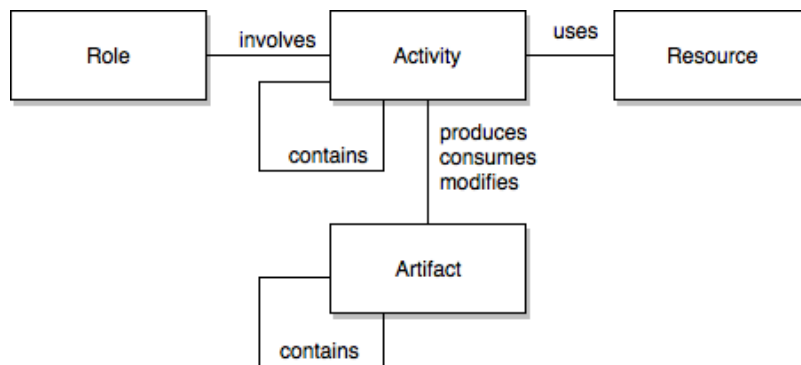 involves
uses
Role
Activity
Resource
contains
produces
consumes
modifies
Artifact
contains